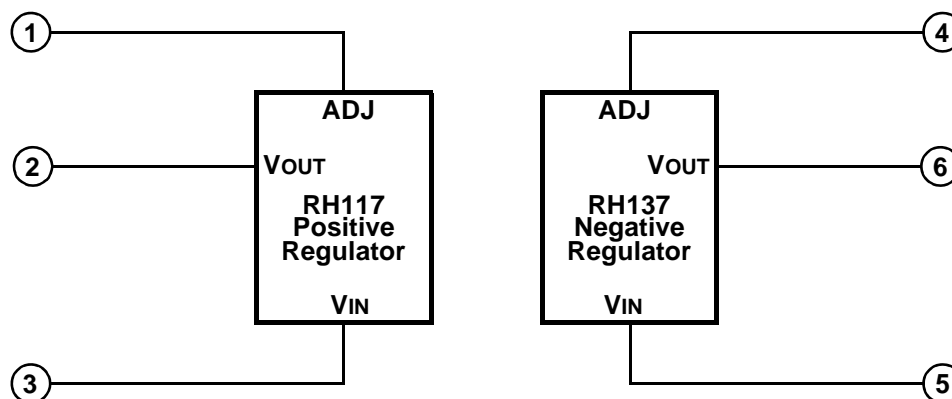 1
4
ADJ
ADJ
2
VOUT
VOUT
6
RH117
Positive
Regulator
RH137
Negative
Regulator
VIN
VIN
3
5